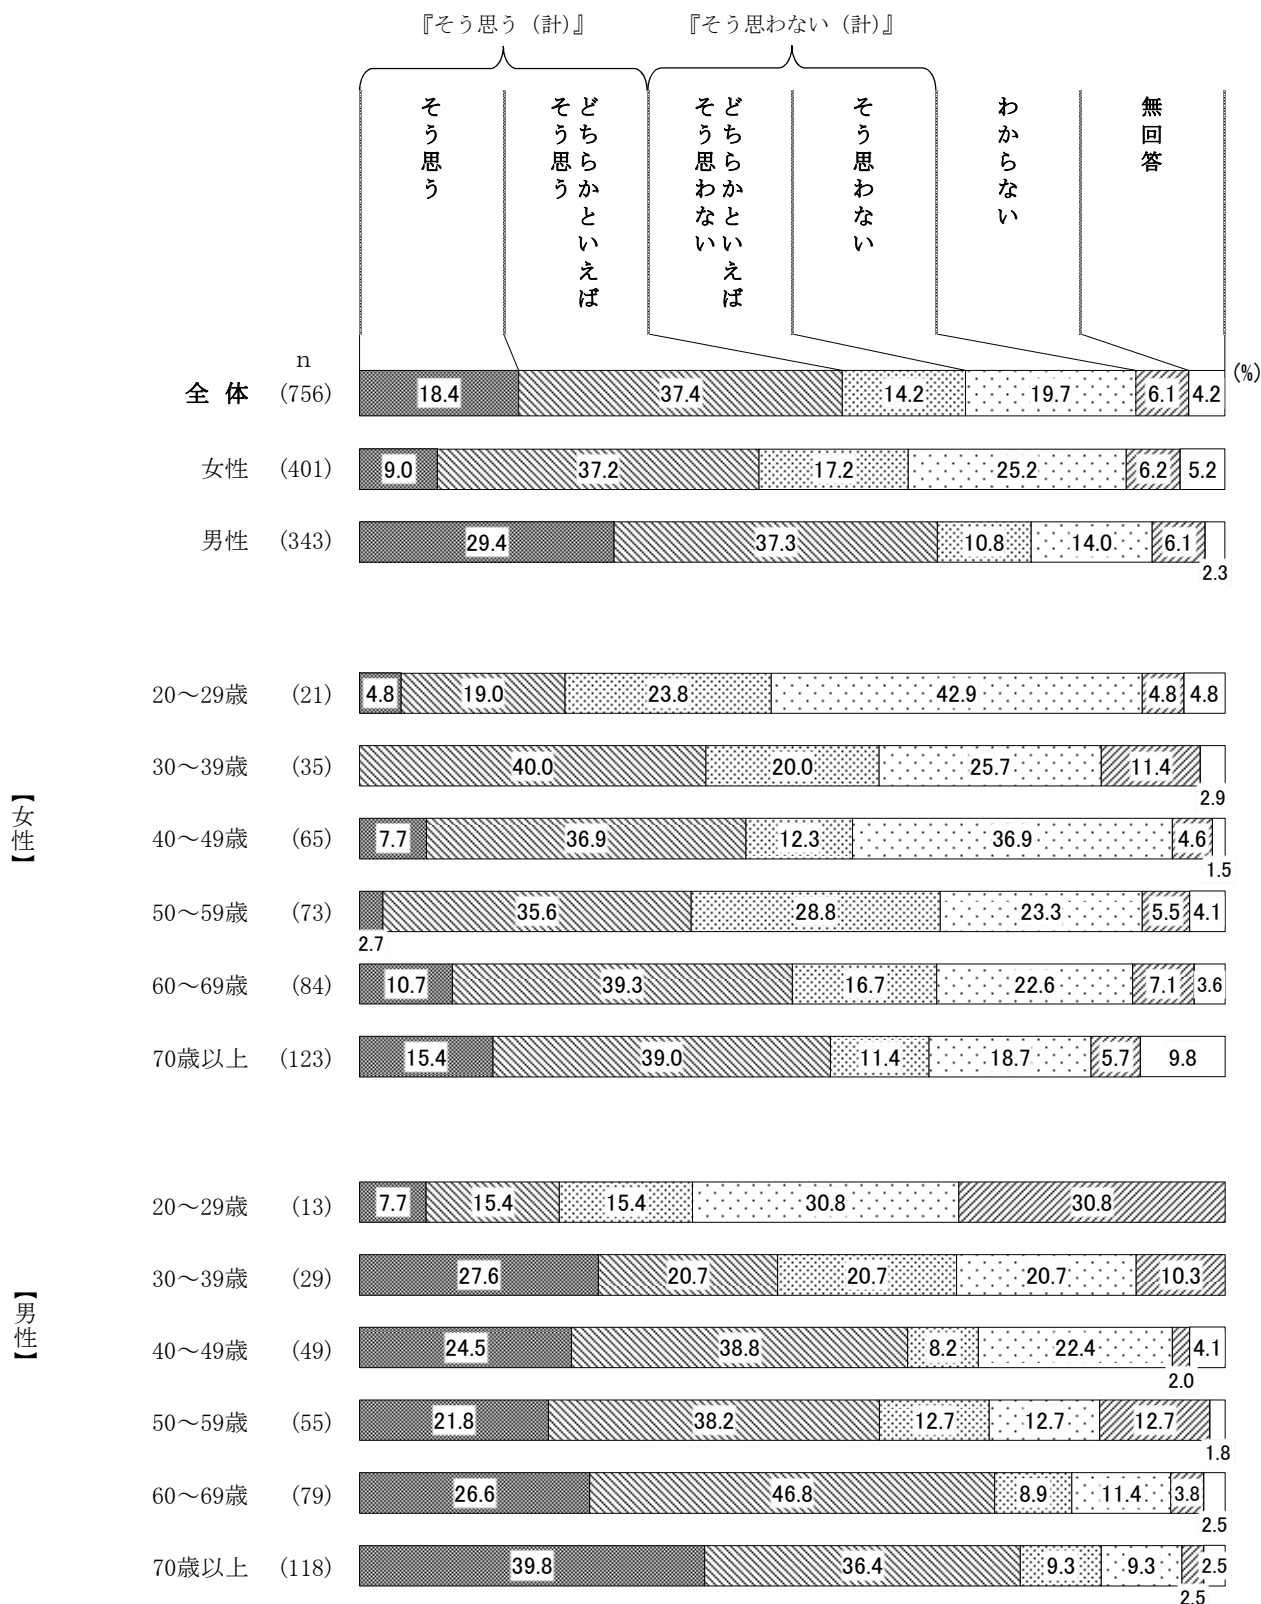 『そう思う（計）』
『そう思わない（計）』
そう思う
どちらかといえば
そう思う
どちらかといえば
そう思わない
そう思わない
わからない
無回答
n
(%)
全体 (756) 18.4 37.4 14.2 19.7 6.1 4.2
女性 (401) 9.0 37.2 17.2 25.2 6.2 5.2
男性 (343) 29.4 37.3 10.8 14.0 6.1 2.3
【女性】
20～29歳 (21) 4.8 19.0 23.8 42.9 4.8 4.8
30～39歳 (35) 40.0 20.0 25.7 11.4 2.9
40～49歳 (65) 7.7 36.9 12.3 36.9 4.6 1.5
50～59歳 (73) 2.7 35.6 28.8 23.3 5.5 4.1
60～69歳 (84) 10.7 39.3 16.7 22.6 7.1 3.6
70歳以上 (123) 15.4 39.0 11.4 18.7 5.7 9.8
【男性】
20～29歳 (13) 7.7 15.4 15.4 30.8 30.8
30～39歳 (29) 27.6 20.7 20.7 20.7 10.3
40～49歳 (49) 24.5 38.8 8.2 22.4 2.0 4.1
50～59歳 (55) 21.8 38.2 12.7 12.7 12.7 1.8
60～69歳 (79) 26.6 46.8 8.9 11.4 3.8 2.5
70歳以上 (118) 39.8 36.4 9.3 9.3 2.5 2.5